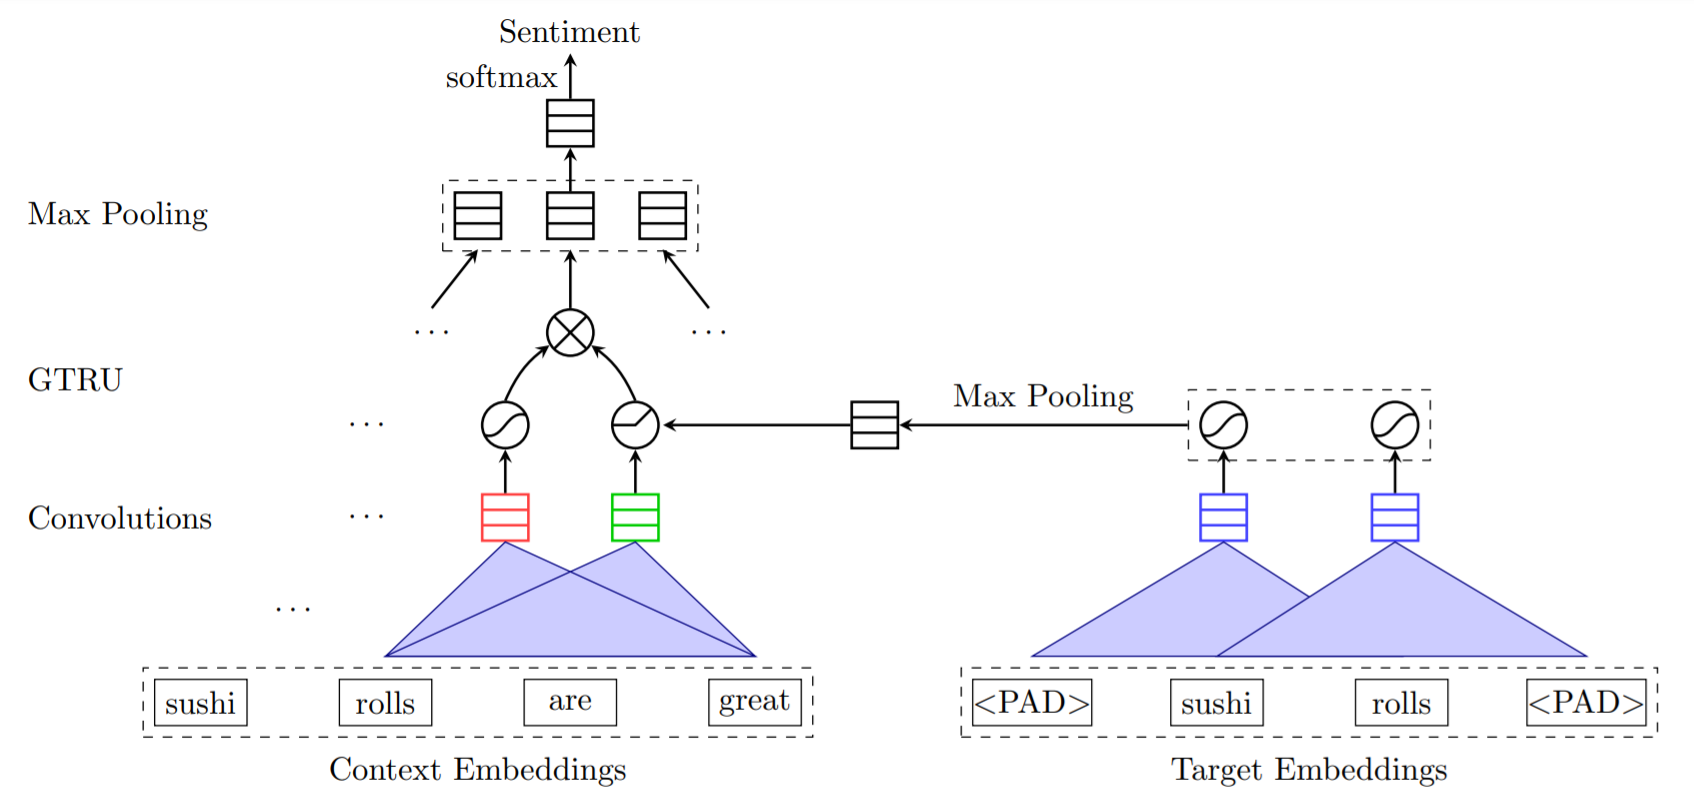 Sentiment
softmax
Max Pooling
GTRU
Max Pooling
. . .
. . .
. . .
Convolutions
. . .
. . .
sushi rolls are great
<PAD> sushi rolls <PAD>
Context Embeddings
Target Embeddings